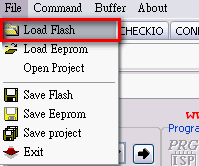 File Command Buffer About
Load Flash
CHECKIO
Load Eeprom
Open Project
Save Flash
Save Eeprom
Progra
Save project
PRG
ISP
Exit